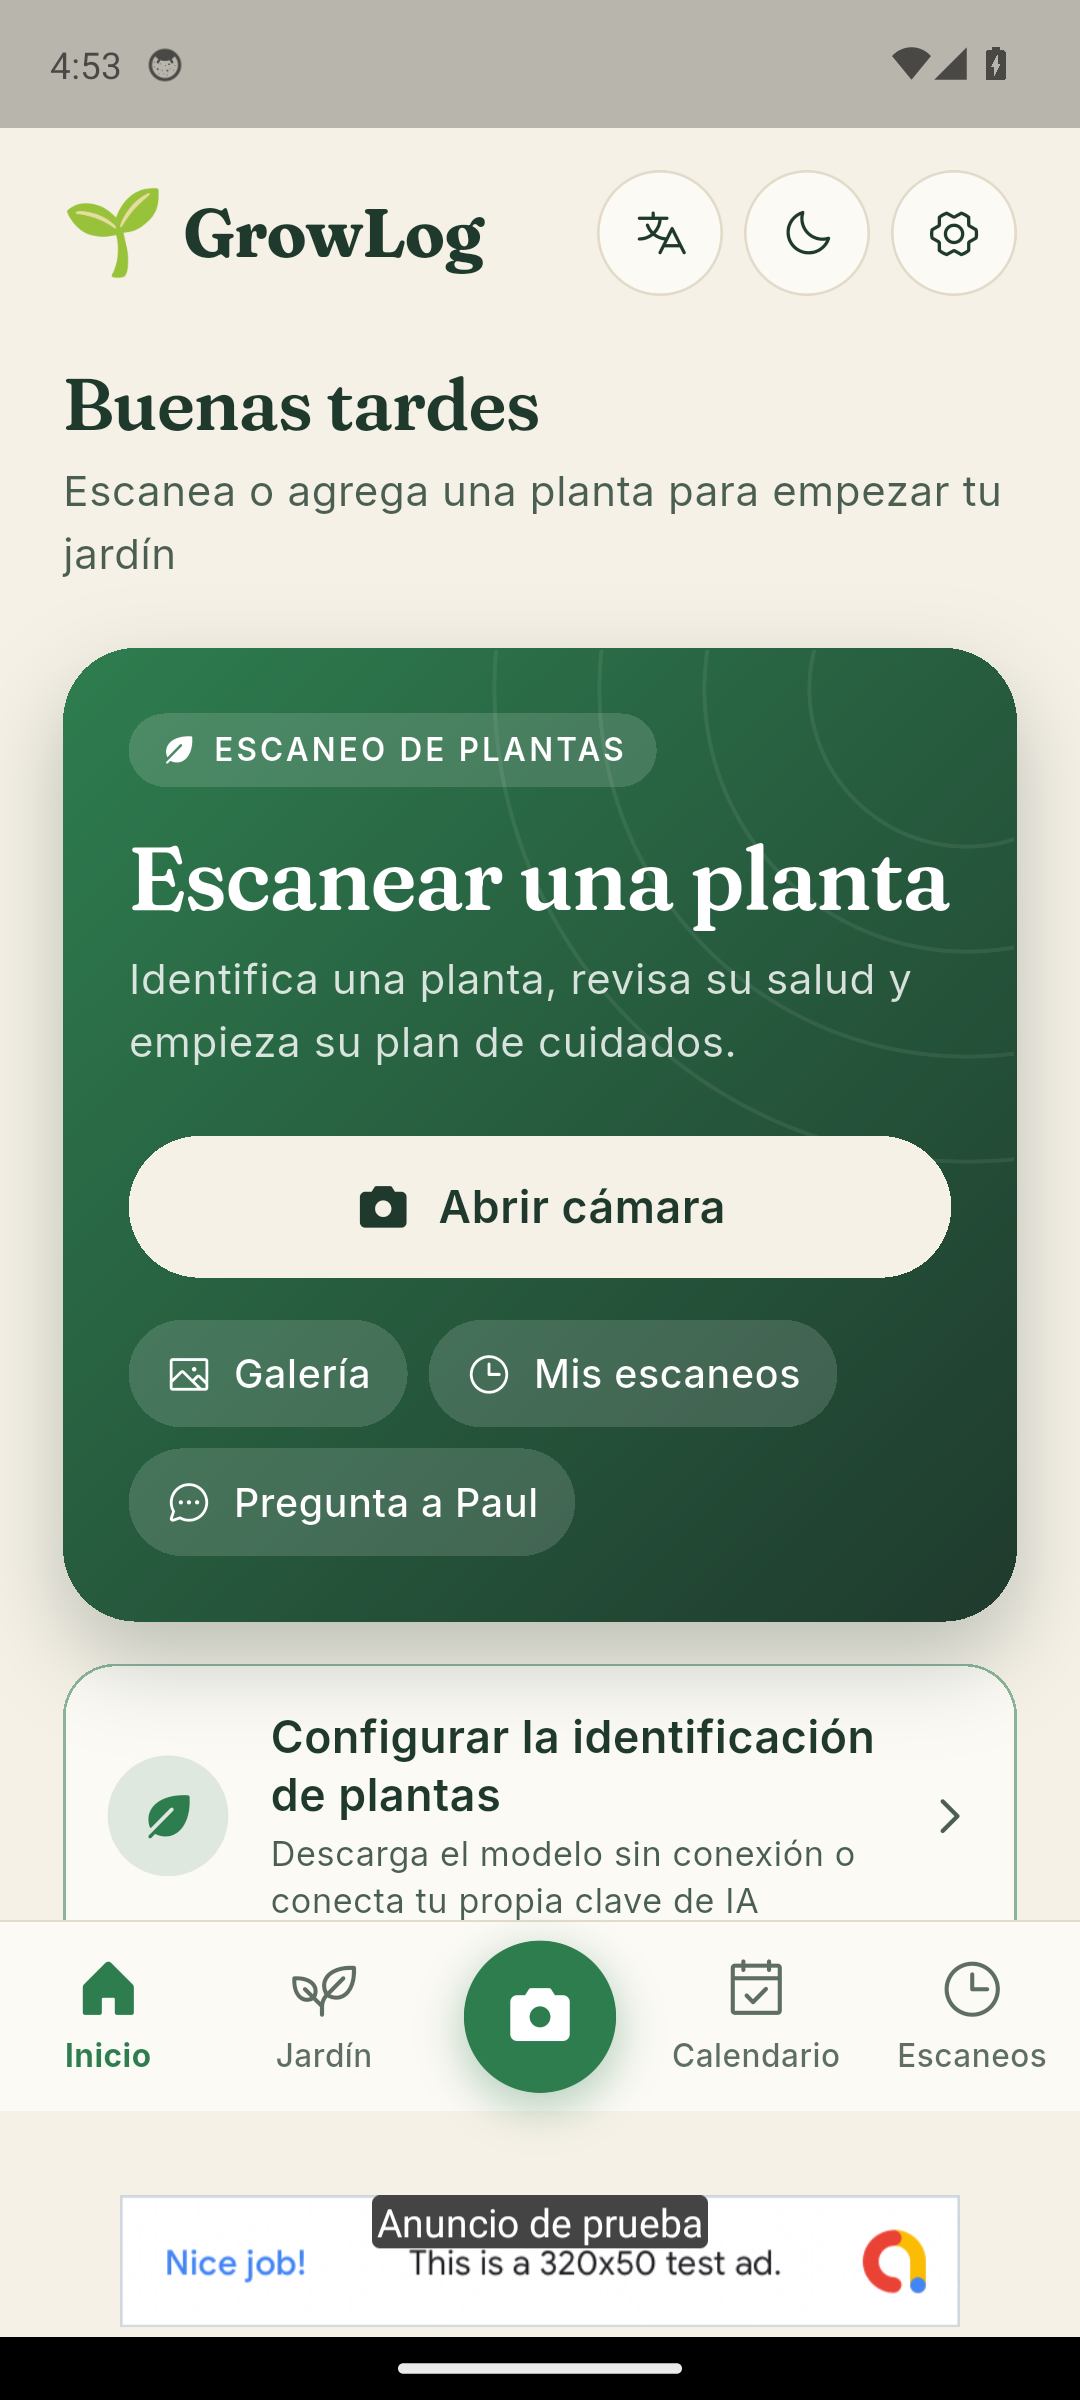 4:53
GrowLog
Buenas tardes
Escanea o agrega una planta para empezar tu
jardín
ESCANEO DE PLANTAS
Escanear una planta
Identifica una planta, revisa su salud y
empieza su plan de cuidados.
Abrir cámara
Galería
Mis escaneos
Pregunta a Paul
Configurar la identificación
de plantas
Descarga el modelo sin conexión o
conecta tu propia clave de IA
Inicio
Jardín
Calendario
Escaneos
Anuncio de prueba
Nice job!
This is a 320x50 test ad.